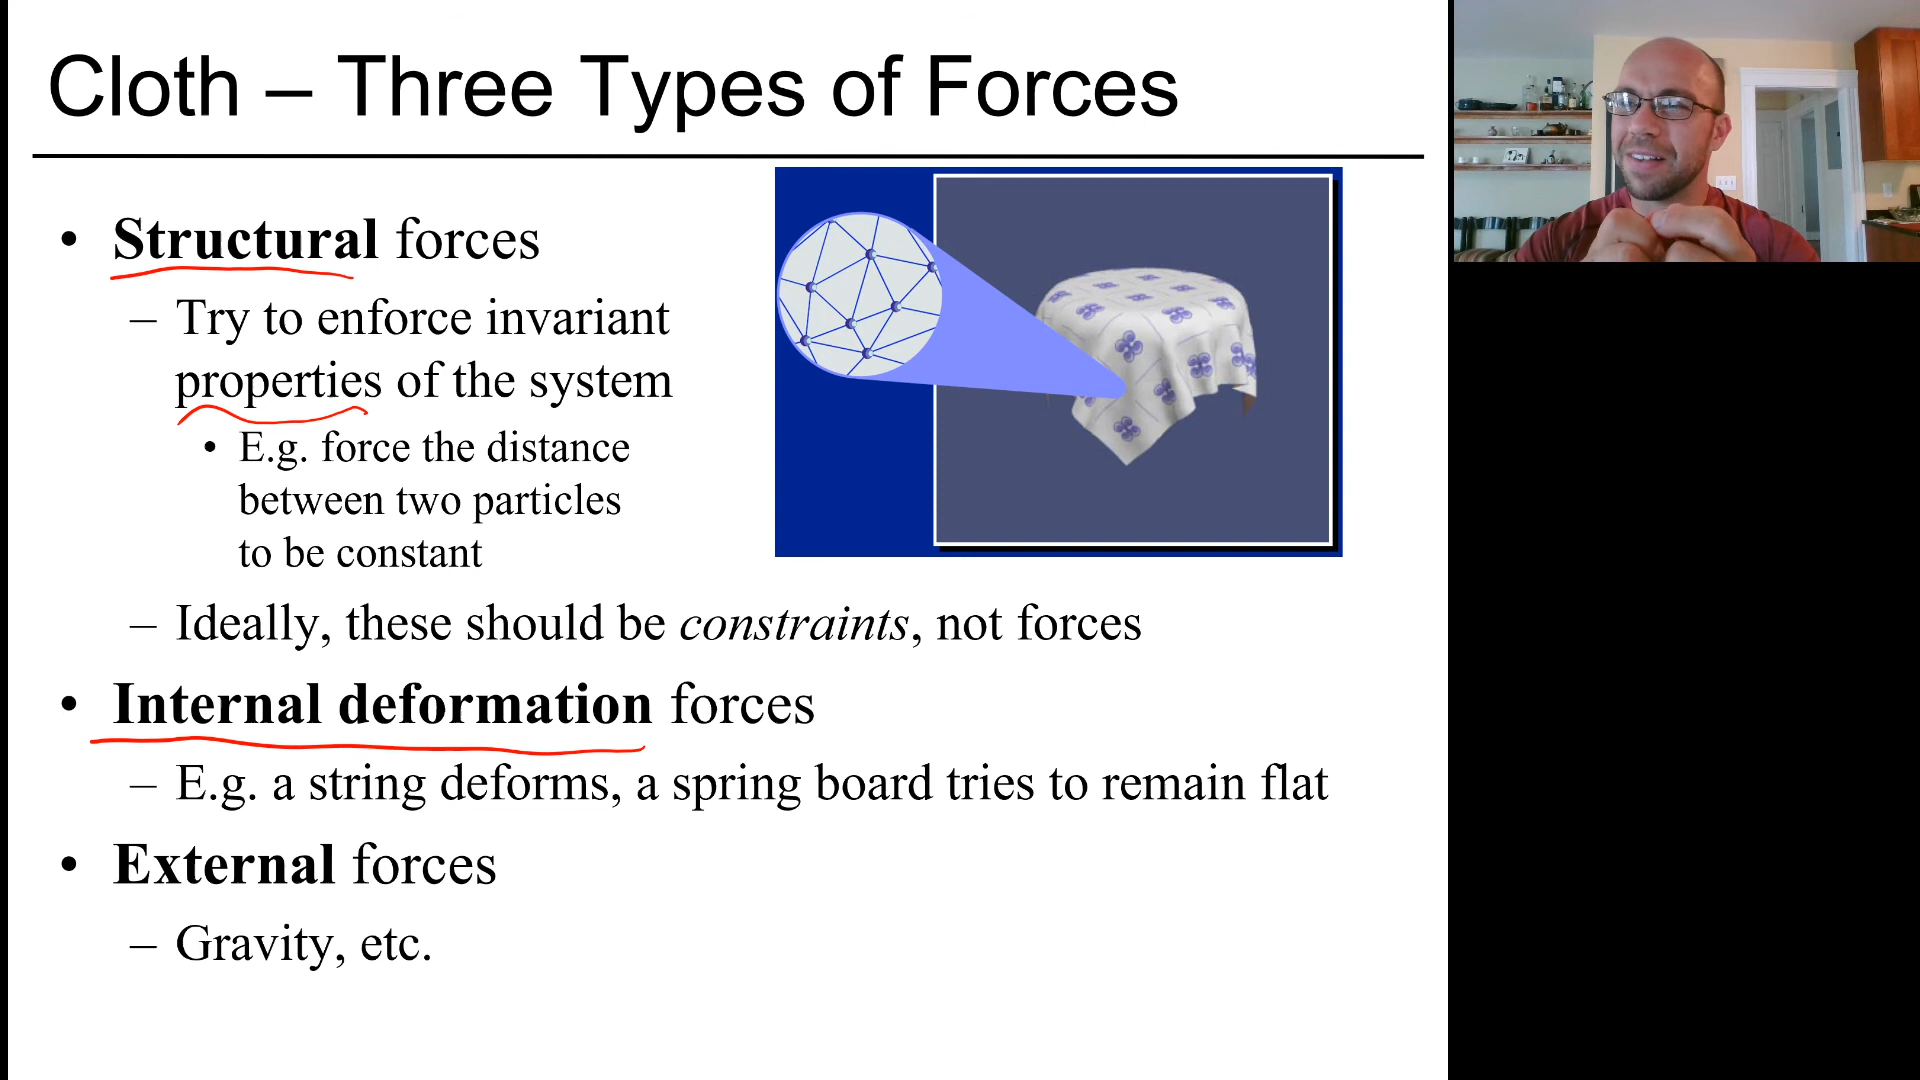 Cloth – Three Types of Forces
• Structural forces
– Try to enforce invariant
properties of the system
• E.g. force the distance
between two particles
to be constant
– Ideally, these should be constraints, not forces
• Internal deformation forces
– E.g. a string deforms, a spring board tries to remain flat
• External forces
– Gravity, etc.